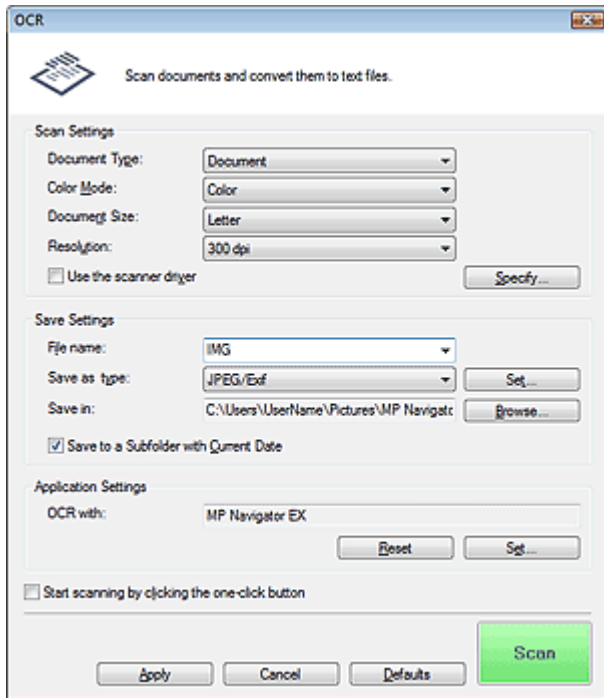 OCR
Scan documents and convert them to text files.
Scan Settings
Document Type: Document
Color Mode: Color
Document Size: Letter
Resolution: 300 dpi
Use the scanner driver Specify...
Save Settings
File name: IMG
Save as type: JPEG/Exif Set...
Save in: C:\Users\UserName\Pictures\MP Navigatc Browse...
Save to a Subfolder with Current Date
Application Settings
OCR with: MP Navigator EX
Reset Set...
Start scanning by clicking the one-click button
Apply Cancel Defaults Scan